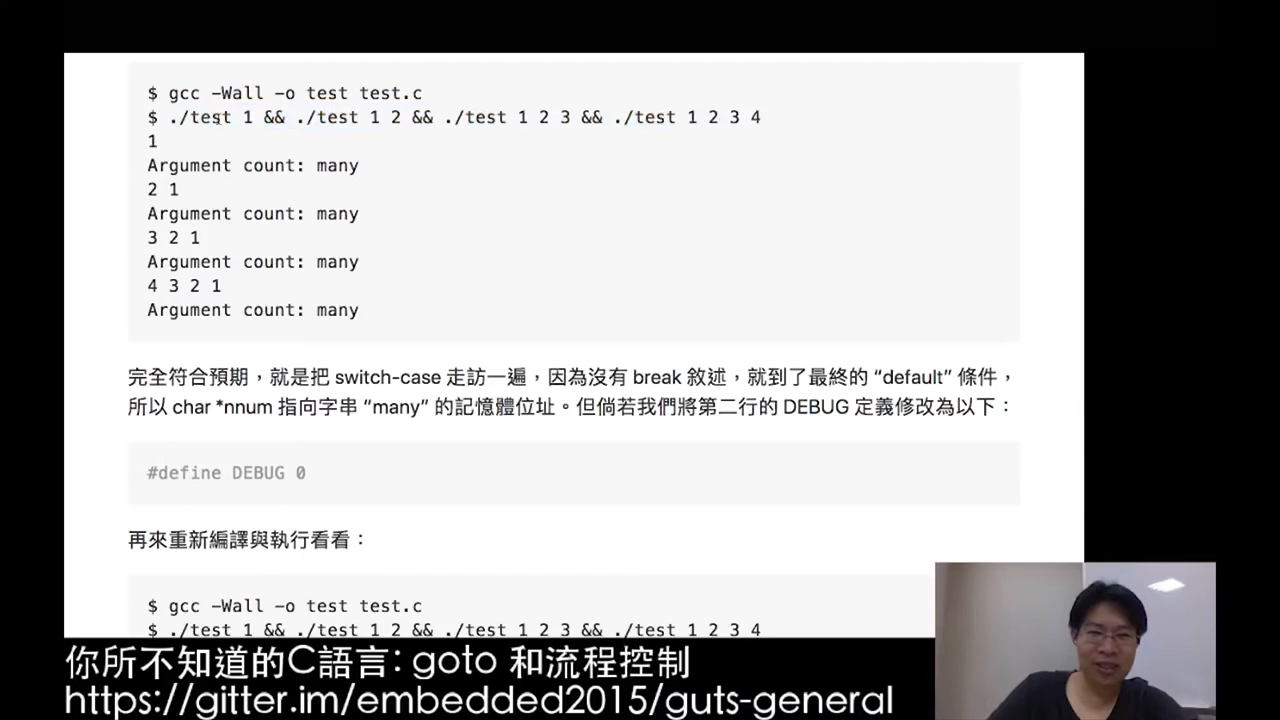 $ gcc -Wall -o test test.c
$ ./test 1 && ./test 1 2 && ./test 1 2 3 && ./test 1 2 3 4
1
Argument count: many
2 1
Argument count: many
3 2 1
Argument count: many
4 3 2 1
Argument count: many
完全符合預期，就是把 switch-case 走訪一遍，因為沒有 break 敘述，就到了最終的 “default” 條件，
所以 char *nnum 指向字串 “many” 的記憶體位址。但倘若我們將第二行的 DEBUG 定義修改為以下：
#define DEBUG 0
再來重新編譯與執行看看：
$ gcc -Wall -o test test.c
$ ./test 1 && ./test 1 2 && ./test 1 2 3 && ./test 1 2 3 4
你所不知道的C語言: goto 和流程控制
https://gitter.im/embedded2015/guts-general